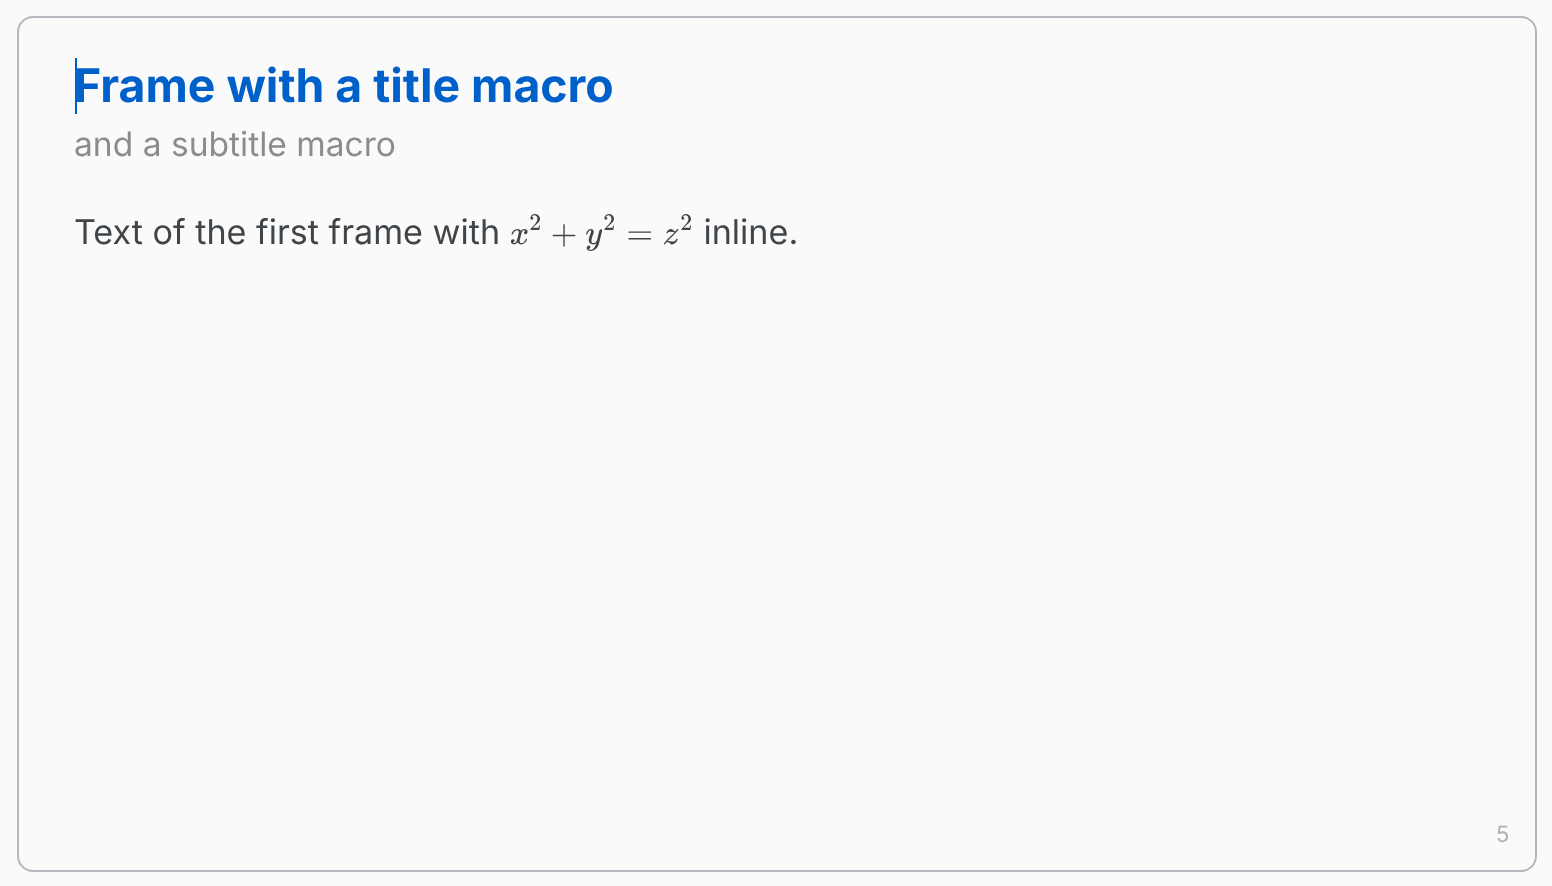 Frame with a title macro
and a subtitle macro
Text of the first frame with x² + y² = z² inline.
5